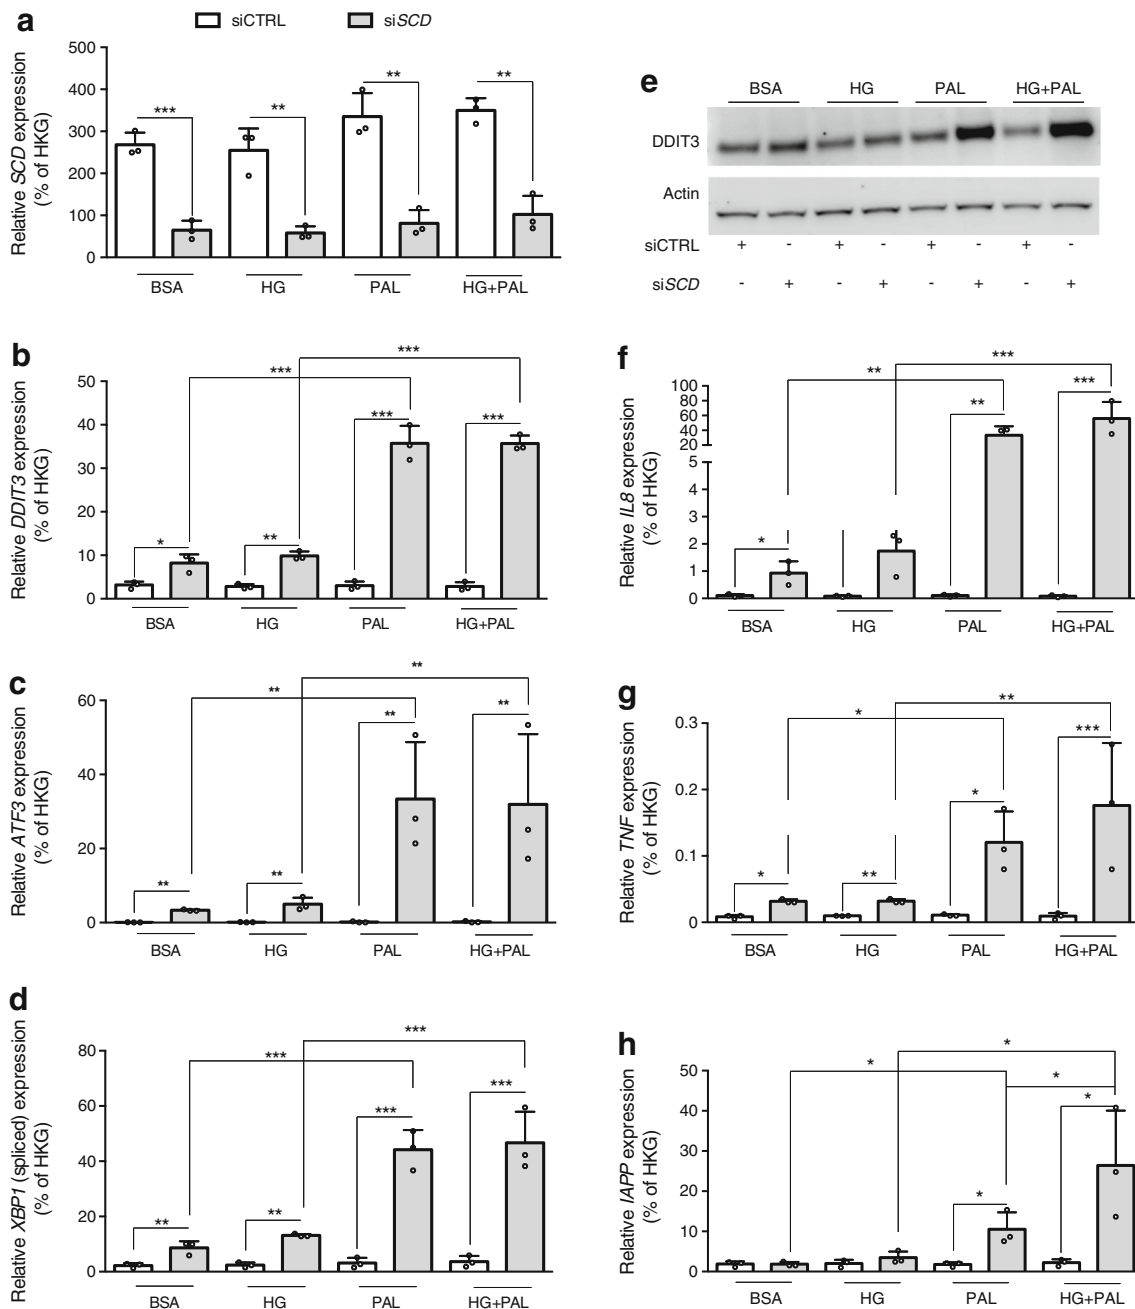 a
siCTRL
siSCD
Relative SCD expression
(% of HKG)
500
400
300
200
100
0
***
**
**
**
BSA
HG
PAL
HG+PAL
b
Relative DDIT3 expression
(% of HKG)
50
40
30
20
10
0
***
***
***
***
*
**
BSA
HG
PAL
HG+PAL
c
Relative ATF3 expression
(% of HKG)
60
40
20
0
**
**
**
**
**
**
BSA
HG
PAL
HG+PAL
d
Relative XBP1 (spliced) expression
(% of HKG)
80
60
40
20
0
***
***
***
***
**
**
BSA
HG
PAL
HG+PAL
e
BSA HG PAL HG+PAL
DDIT3
Actin
siCTRL + - + - + - + -
siSCD - + - + - + - +
f
Relative IL8 expression
(% of HKG)
100
80
60
40
20
5
4
3
2
1
0
***
**
***
**
*
BSA
HG
PAL
HG+PAL
g
Relative TNF expression
(% of HKG)
0.3
0.2
0.1
0
**
*
***
*
*
**
BSA
HG
PAL
HG+PAL
h
Relative IAPP expression
(% of HKG)
50
40
30
20
10
0
*
*
*
*
*
BSA
HG
PAL
HG+PAL